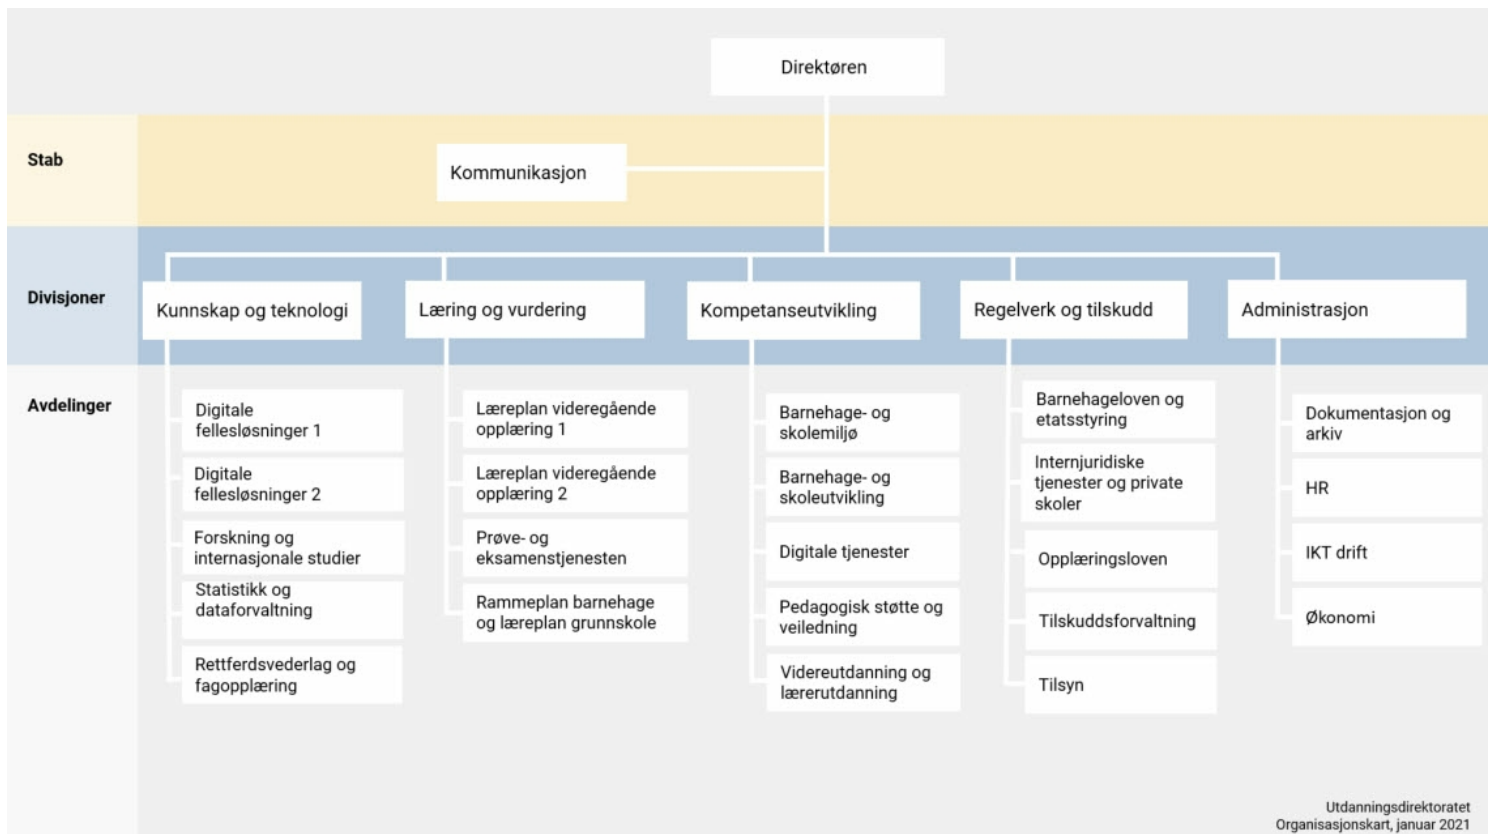 Direktøren
Stab
Kommunikasjon
Divisjoner
Kunnskap og teknologi
Læring og vurdering
Kompetanseutvikling
Regelverk og tilskudd
Administrasjon
Avdelinger
Digitale
fellesløsninger 1
Digitale
fellesløsninger 2
Forskning og
internasjonale studier
Statistikk og
dataforvaltning
Rettferdsvederlag og
fagopplæring
Læreplan videregående
opplæring 1
Læreplan videregående
opplæring 2
Prøve- og
eksamenstjenesten
Rammeplan barnehage
og læreplan grunnskole
Barnehage- og
skolemiljø
Barnehage- og
skoleutvikling
Digitale tjenester
Pedagogisk støtte og
veiledning
Videreutdanning og
lærerutdanning
Barnehageloven og
etatsstyring
Internjuridiske
tjenester og private
skoler
Opplæringsloven
Tilskuddsforvaltning
Tilsyn
Dokumentasjon og
arkiv
HR
IKT drift
Økonomi
Utdanningsdirektoratet
Organisasjonskart, januar 2021